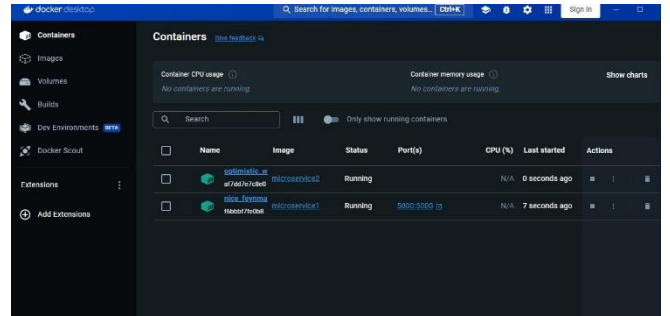 docker desktop
Search for images, containers, volumes... Ctrl+K
Sign in
Containers
Images
Volumes
Builds
Dev Environments BETA
Docker Scout
Extensions
Add Extensions
Containers Give feedback
Container CPU usage
No containers are running.
Container memory usage
No containers are running.
Show charts
Search
Only show running containers
Name Image Status Port(s) CPU (%) Last started Actions
optimistic_w microservice2 Running N/A 0 seconds ago
af7dd7e7c8e0
nice_feynma microservice1 Running 5000:5000 N/A 7 seconds ago